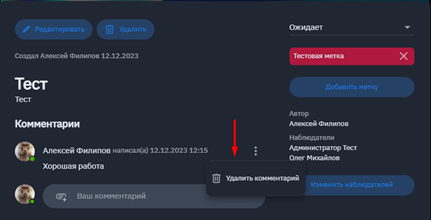 Редактировать
Удалить
Ожидает
Создал Алексей Филипов 12.12.2023
Тестовая метка
Тест
Тест
Добавить метку
Автор
Алексей Филипов
Наблюдатели
Администратор Тест
Олег Михайлов
Изменить наблюдателей
Комментарии
Алексей Филипов написал(а) 12.12.2023 12:15
Хорошая работа
Удалить комментарий
Ваш комментарий